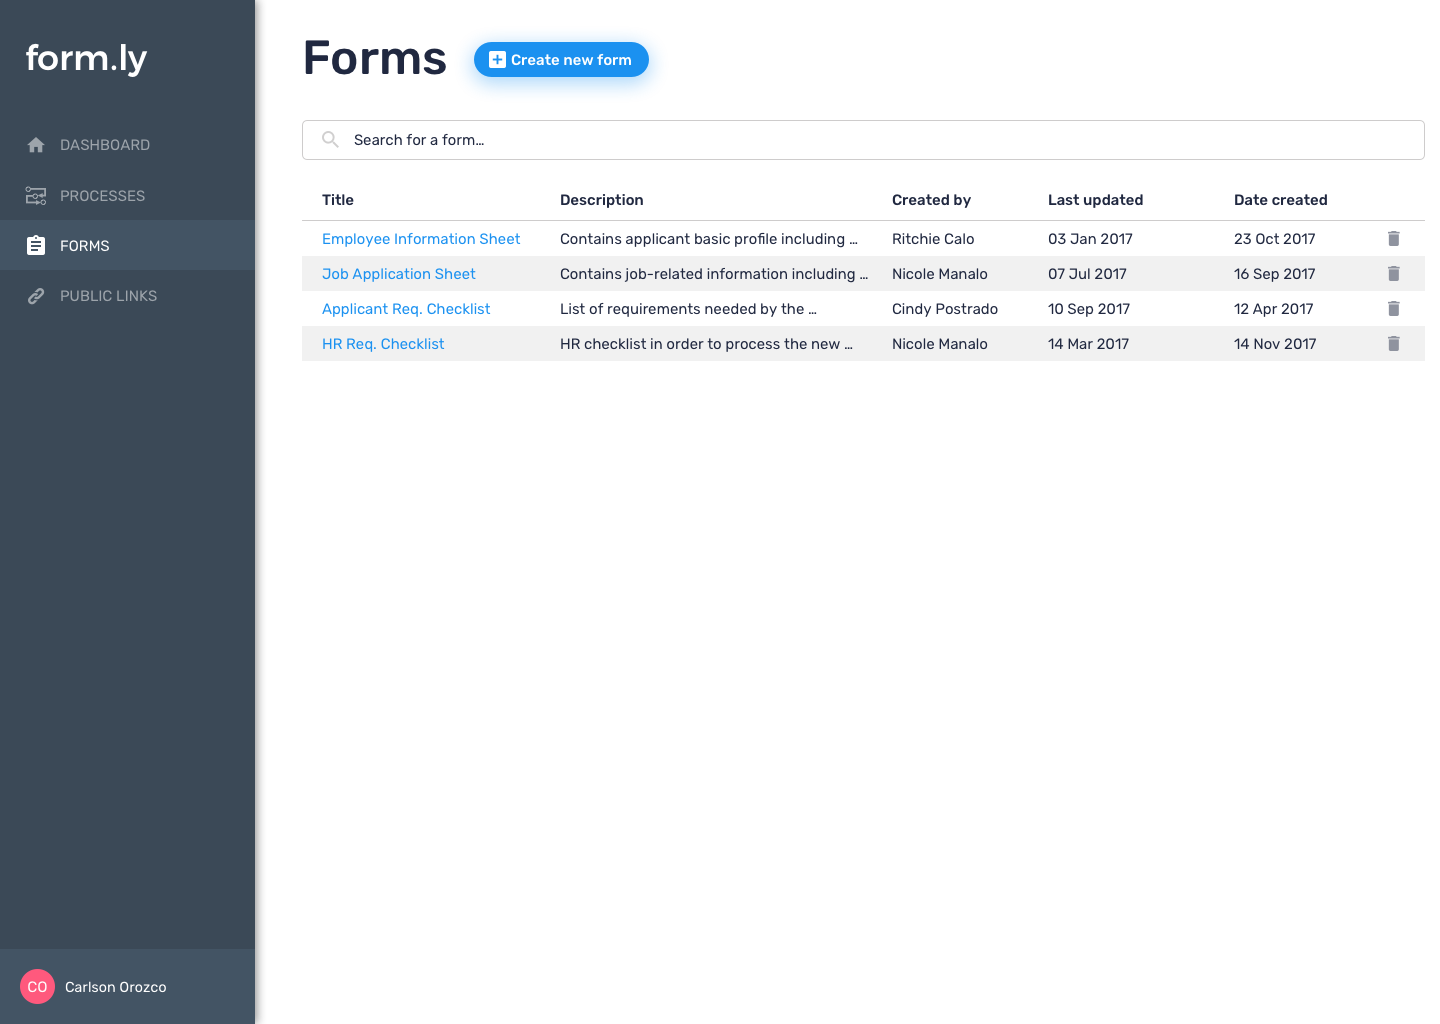 form.ly
DASHBOARD
PROCESSES
FORMS
PUBLIC LINKS
CO
Carlson Orozco
Forms
Create new form
Search for a form…
Title Description Created by Last updated Date created
Employee Information Sheet Contains applicant basic profile including … Ritchie Calo 03 Jan 2017 23 Oct 2017
Job Application Sheet Contains job-related information including … Nicole Manalo 07 Jul 2017 16 Sep 2017
Applicant Req. Checklist List of requirements needed by the … Cindy Postrado 10 Sep 2017 12 Apr 2017
HR Req. Checklist HR checklist in order to process the new … Nicole Manalo 14 Mar 2017 14 Nov 2017